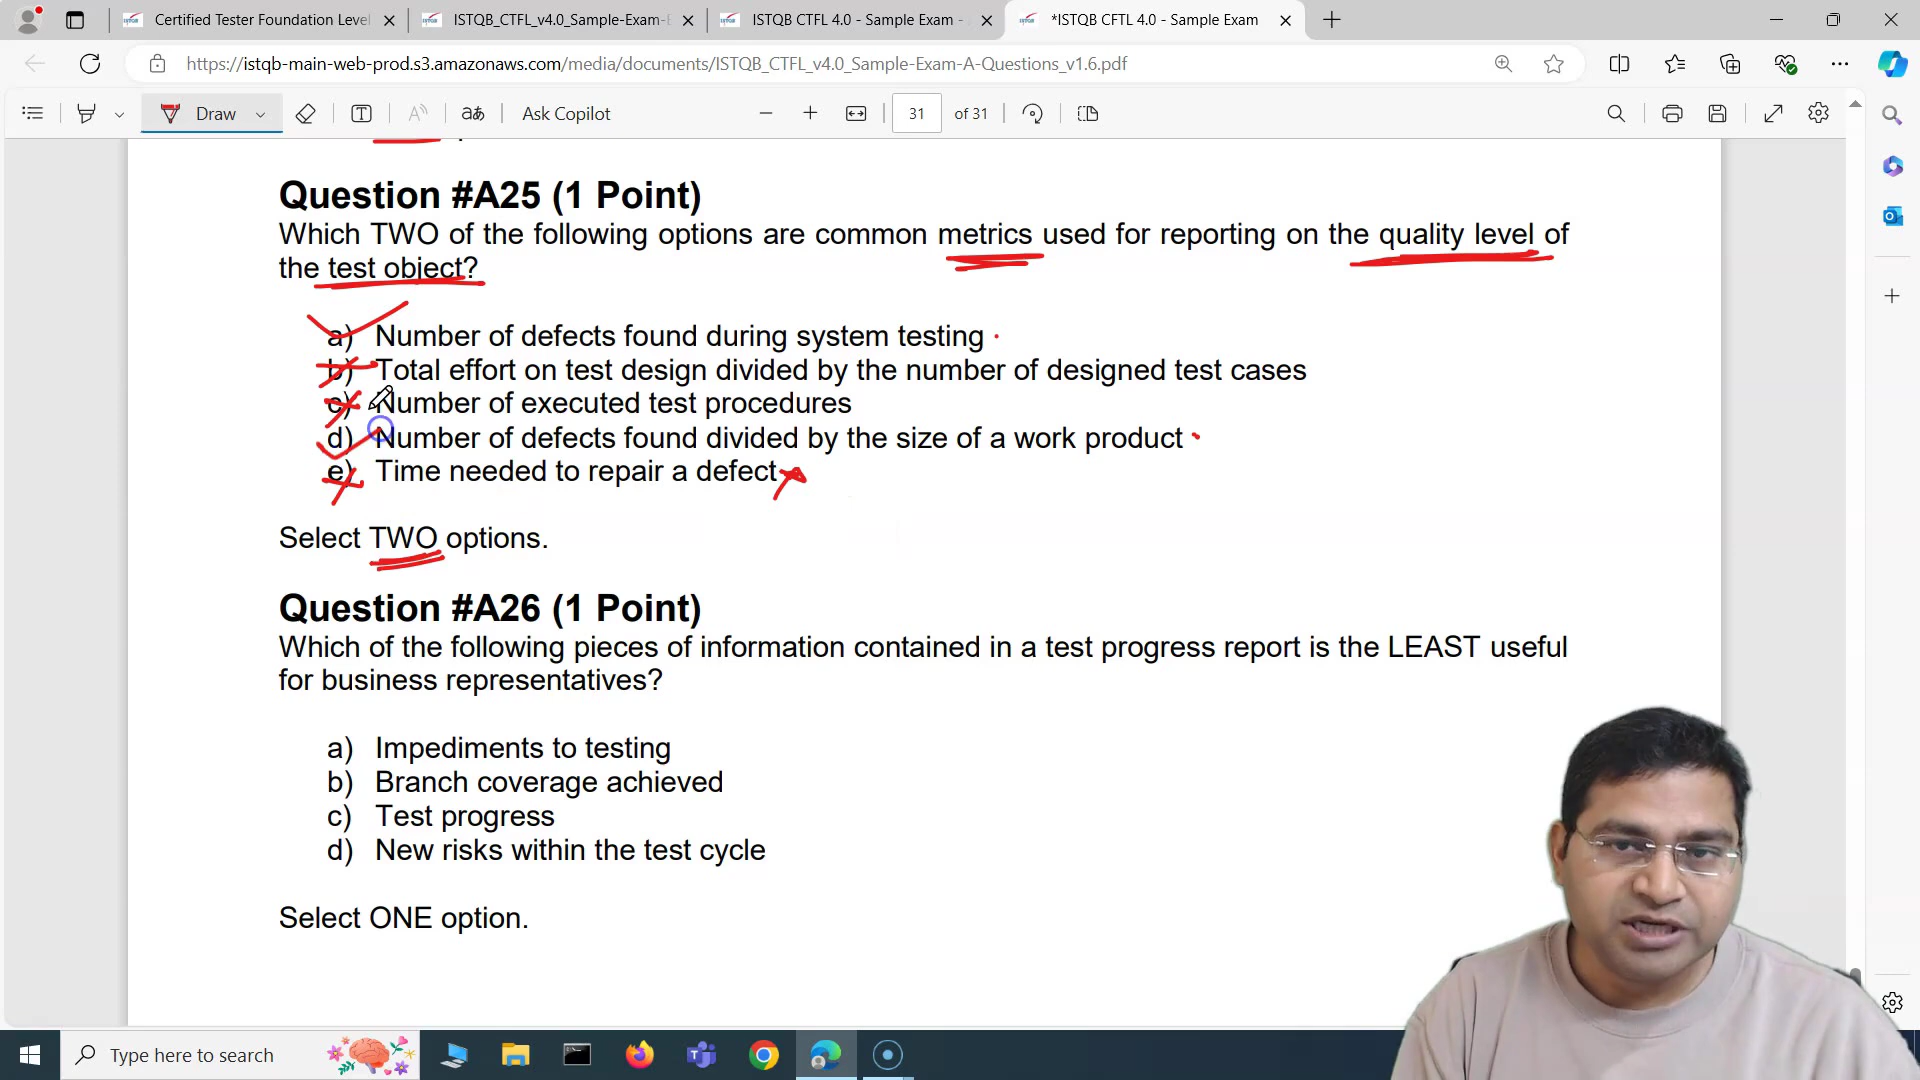 Certified Tester Foundation Level
ISTQB_CTFL_v4.0_Sample-Exam-
ISTQB CTFL 4.0 - Sample Exam -
*ISTQB CFTL 4.0 - Sample Exam
https://istqb-main-web-prod.s3.amazonaws.com/media/documents/ISTQB_CTFL_v4.0_Sample-Exam-A-Questions_v1.6.pdf
Draw
aあ
Ask Copilot
31 of 31
Question #A25 (1 Point)
Which TWO of the following options are common metrics used for reporting on the quality level of
the test object?
a) Number of defects found during system testing
b) Total effort on test design divided by the number of designed test cases
c) Number of executed test procedures
d) Number of defects found divided by the size of a work product
e) Time needed to repair a defect
Select TWO options.
Question #A26 (1 Point)
Which of the following pieces of information contained in a test progress report is the LEAST useful
for business representatives?
a) Impediments to testing
b) Branch coverage achieved
c) Test progress
d) New risks within the test cycle
Select ONE option.
Type here to search